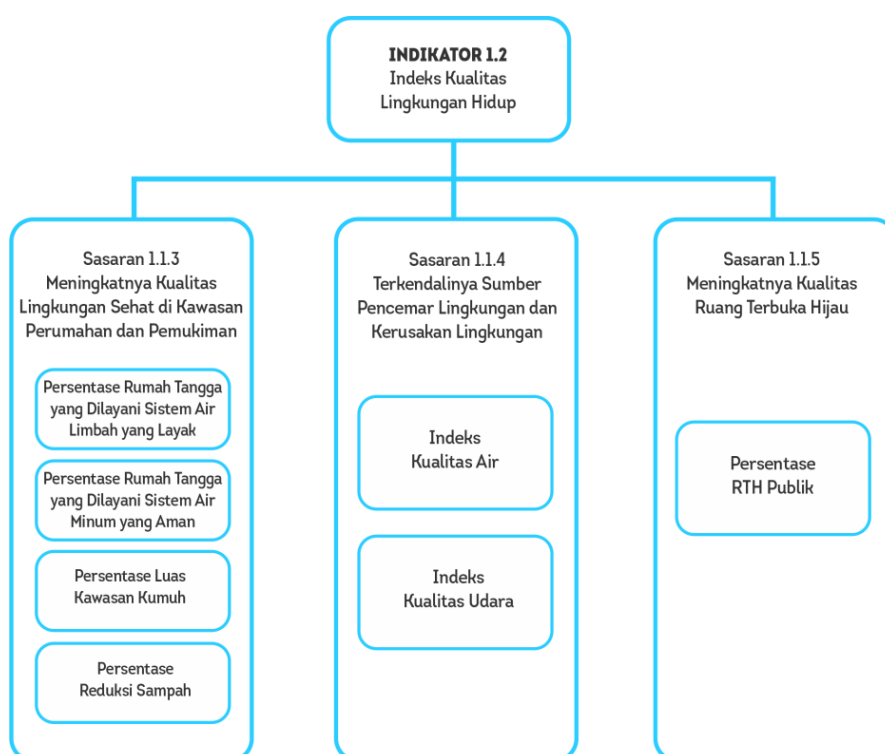 INDIKATOR 1.2
Indeks Kualitas
Lingkungan Hidup
Sasaran 1.1.3
Meningkatnya Kualitas
Lingkungan Sehat di Kawasan
Perumahan dan Pemukiman
Persentase Rumah Tangga
yang Dilayani Sistem Air
Limbah yang Layak
Persentase Rumah Tangga
yang Dilayani Sistem Air
Minum yang Aman
Persentase Luas
Kawasan Kumuh
Persentase
Reduksi Sampah
Sasaran 1.1.4
Terkendalinya Sumber
Pencemar Lingkungan dan
Kerusakan Lingkungan
Indeks
Kualitas Air
Indeks
Kualitas Udara
Sasaran 1.1.5
Meningkatnya Kualitas
Ruang Terbuka Hijau
Persentase
RTH Publik